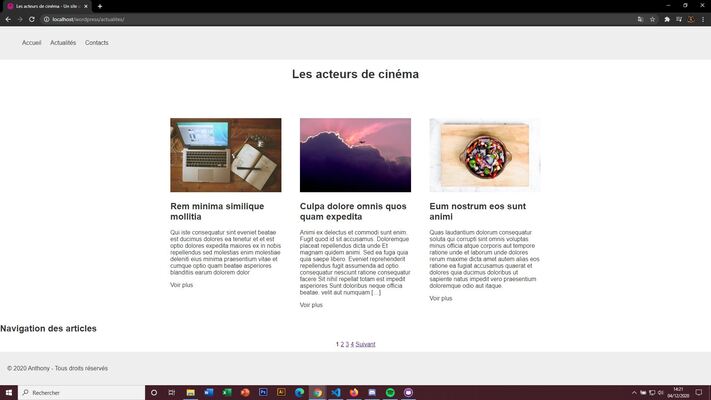 Les acteurs de cinéma - Un site
localhost/wordpress/actualites/
Accueil Actualités Contacts
Les acteurs de cinéma
Rem minima similique
mollitia
Qui iste consequatur sint eveniet beatae
est ducimus dolores ea tenetur et et est
optio dolores expedita maiores ex in nobis
repellendus sed molestias enim molestiae
deleniti eius minima praesentium vitae et
cumque optio quam beatae asperiores
blanditiis earum dolorem dolor
Voir plus
Culpa dolore omnis quos
quam expedita
Animi ex delectus et commodi sunt enim.
Fugit quod id sit accusamus. Doloremque
placeat repellendus dicta unde Et
magnam quidem animi. Sed ea fuga quia
quia saepe libero. Eveniet reprehenderit
repellendus fugit assumenda ad optio
consequatur nesciunt ratione consequatur
facere Sit nihil repellat totam est impedit
asperiores Sunt doloribus neque officia
beatae. velit aut numquam […]
Voir plus
Eum nostrum eos sunt
animi
Quas laudantium dolorum consequatur
soluta qui corrupti sint omnis voluptas
minus officia atque corporis aut tempore
ratione unde et laborum unde dolores
rerum maxime dicta amet autem alias eos
ratione ea fugiat accusamus quaerat et
dolores quia ducimus doloribus ut
sapiente natus impedit vero praesentium
doloremque odio aut itaque.
Voir plus
Navigation des articles
1 2 3 4 Suivant
© 2020 Anthony - Tous droits réservés
Rechercher
14:21
04/12/2020